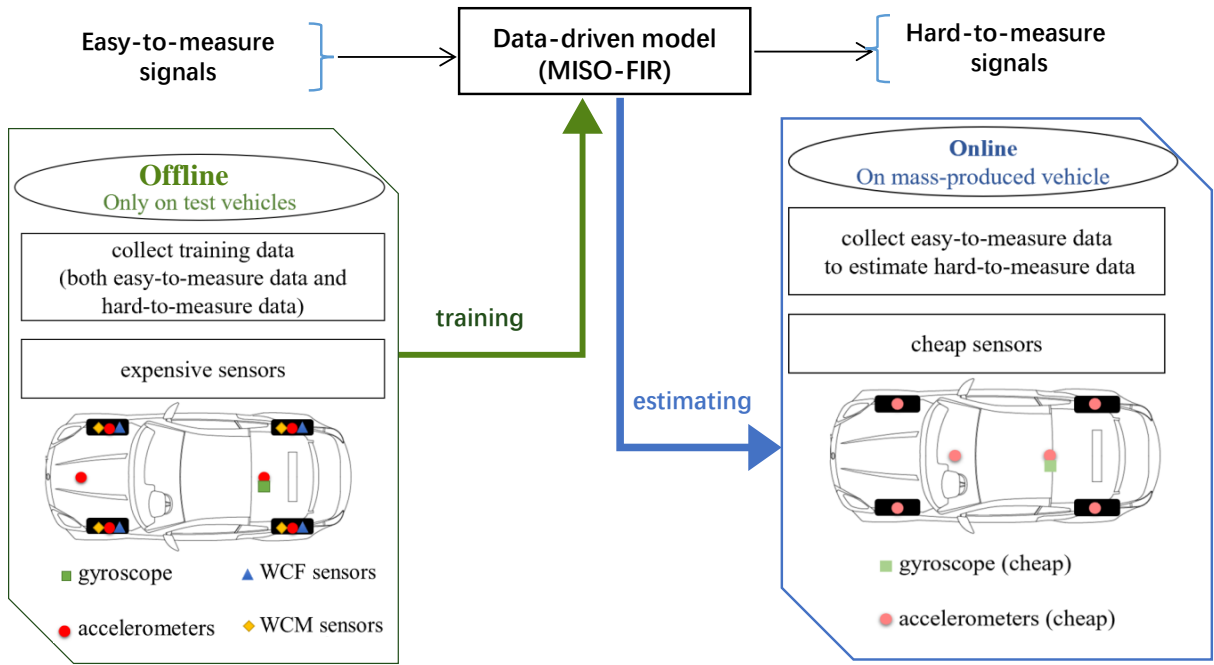 Easy-to-measure
signals
Data-driven model
(MISO-FIR)
Hard-to-measure
signals
Offline
Only on test vehicles
collect training data
(both easy-to-measure data and
hard-to-measure data)
expensive sensors
gyroscope
WCF sensors
accelerometers
WCM sensors
training
estimating
Online
On mass-produced vehicle
collect easy-to-measure data
to estimate hard-to-measure data
cheap sensors
gyroscope (cheap)
accelerometers (cheap)